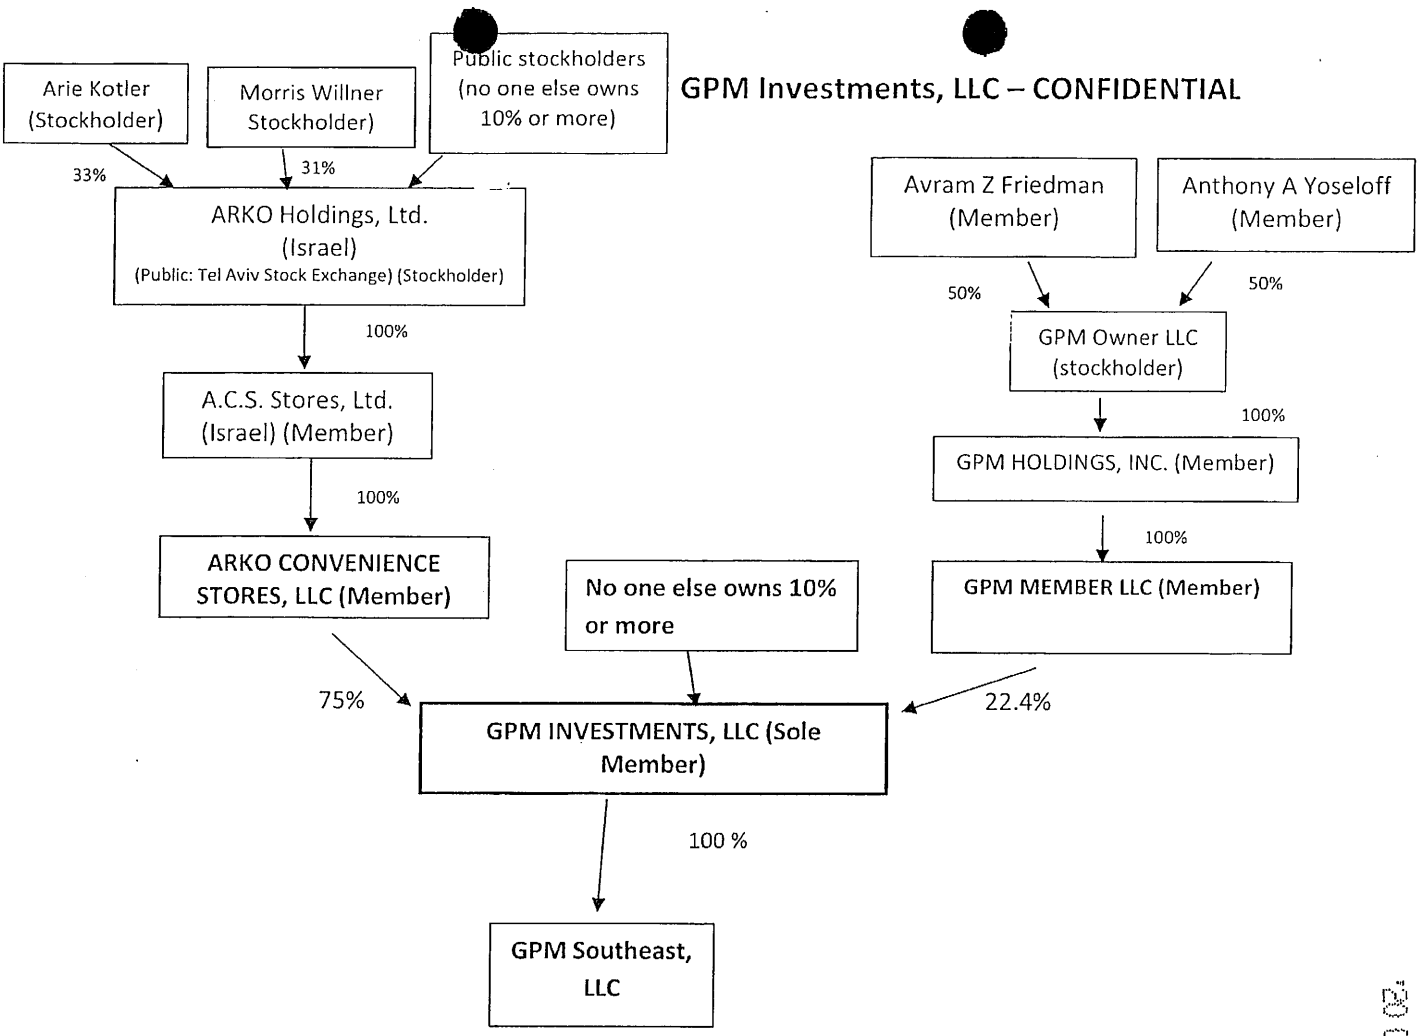 Arie Kotler
(Stockholder)
Morris Willner
Stockholder)
Public stockholders
(no one else owns
10% or more)
GPM Investments, LLC – CONFIDENTIAL
33%
31%
ARKO Holdings, Ltd.
(Israel)
(Public: Tel Aviv Stock Exchange) (Stockholder)
Avram Z Friedman
(Member)
Anthony A Yoseloff
(Member)
50%
50%
100%
GPM Owner LLC
(stockholder)
A.C.S. Stores, Ltd.
(Israel) (Member)
100%
GPM HOLDINGS, INC. (Member)
100%
100%
ARKO CONVENIENCE
STORES, LLC (Member)
No one else owns 10%
or more
GPM MEMBER LLC (Member)
75%
22.4%
GPM INVESTMENTS, LLC (Sole
Member)
100 %
GPM Southeast,
LLC